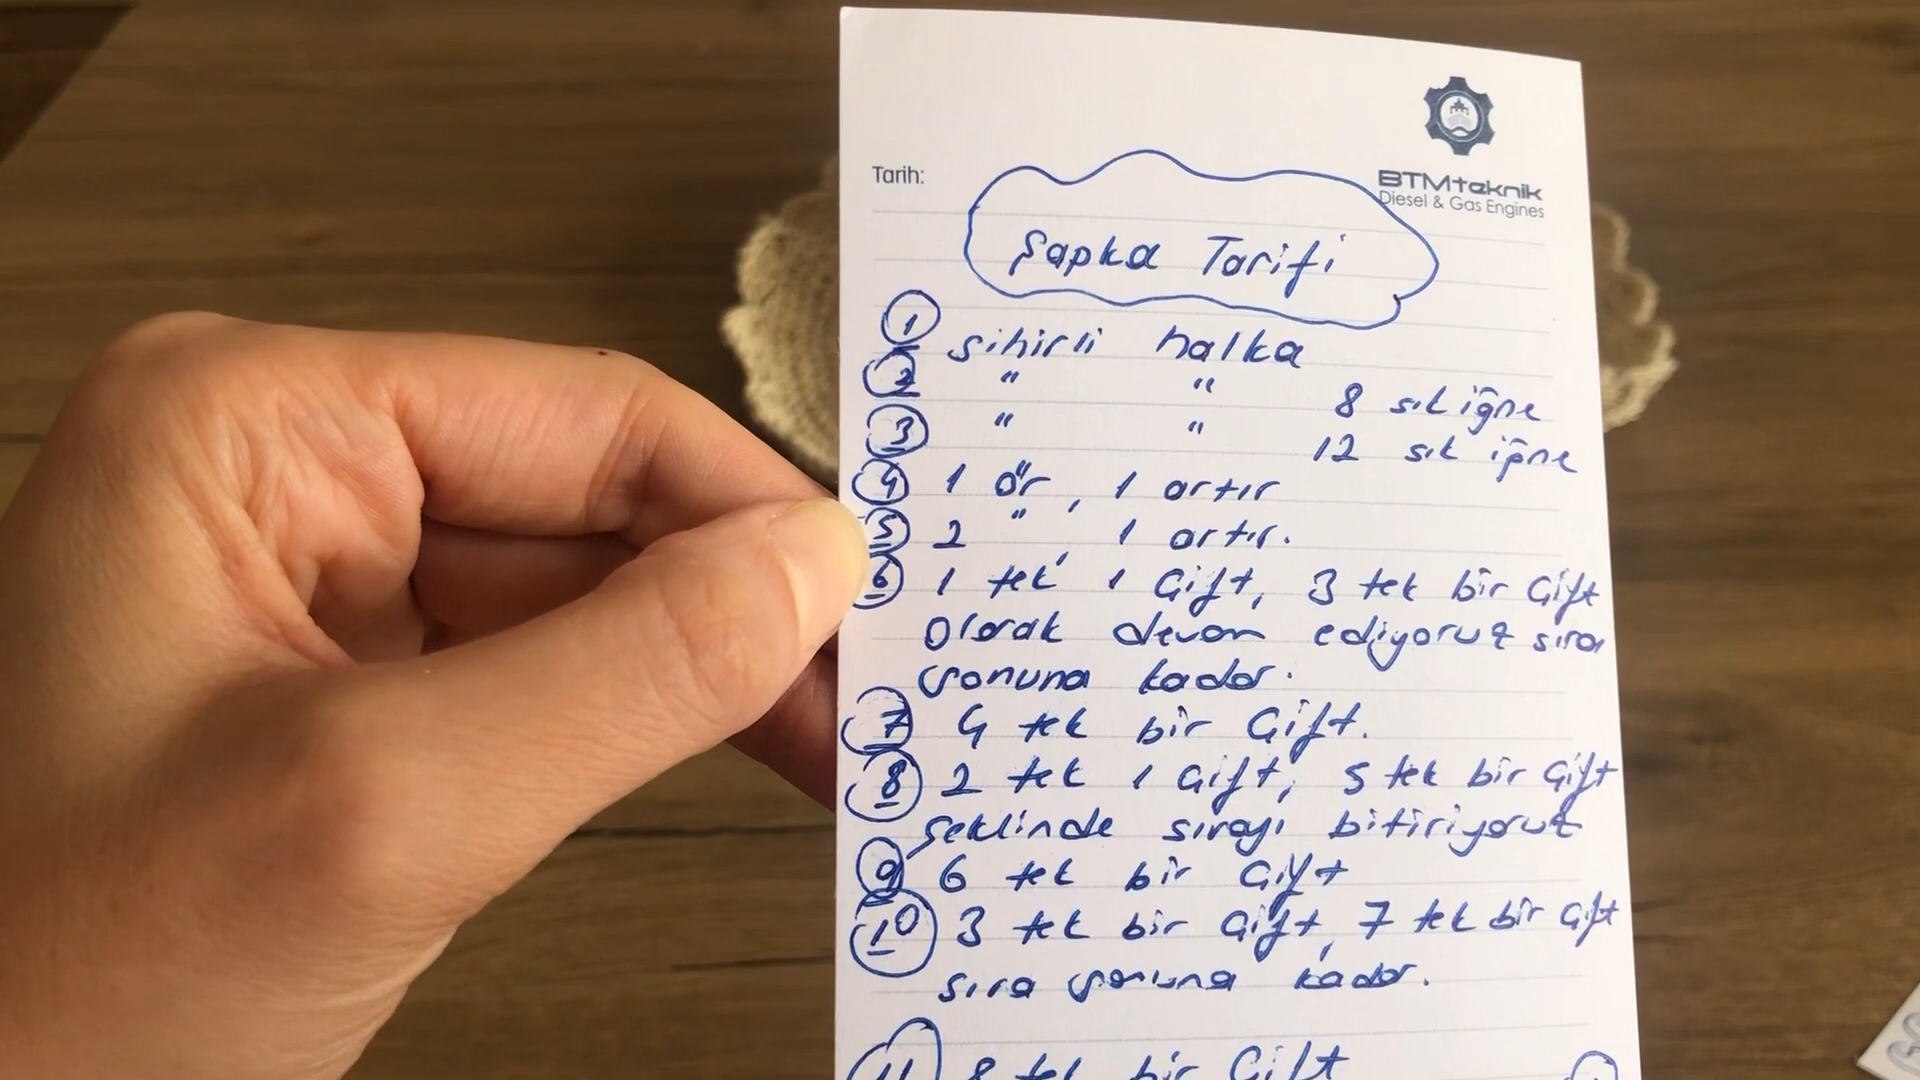 BTMteknik
Diesel & Gas Engines
Tarih:
Şapka Tarifi
1 sihirli halka
2 " " 8 sık iğne
3 " " 12 sık iğne
4 1 ör, 1 artır
5 2 ", 1 artır.
6 1 tek 1 çift, 3 tek bir çift
olarak devam ediyoruz sıra
sonuna kadar.
7 4 tek bir çift.
8 2 tek 1 çift, 5 tek bir çift
şeklinde sırayı bitiriyoruz
9 6 tek bir çift
10 3 tek bir çift, 7 tek bir çift
sıra sonuna kadar.
11 8 tek bir çift